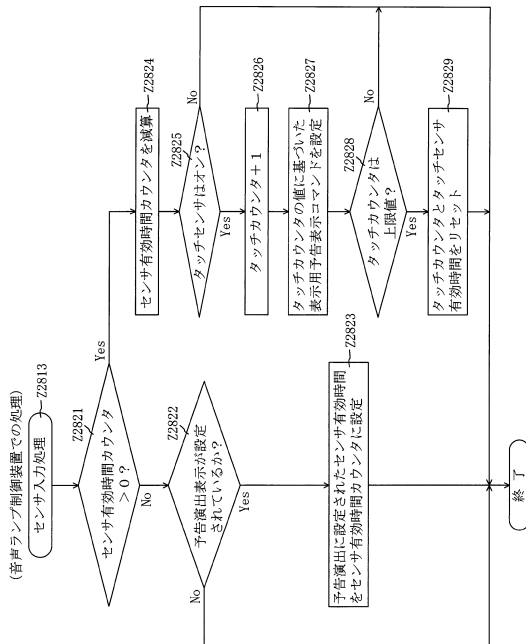 (音声ランプ制御装置での処理)
センサ入力処理
Z2813
Z2821
センサ有効時間カウンタ
>0?
Yes
No
Z2822
予告演出表示が設定
されているか?
No
Yes
Z2823
予告演出に設定されたセンサ有効時間
をセンサ有効時間カウンタに設定
Z2824
センサ有効時間カウンタを減算
Z2825
タッチセンサはオン?
No
Yes
Z2826
タッチカウンタ+1
Z2827
タッチカウンタの値に基づいた
表示用予告表示コマンドを設定
Z2828
タッチカウンタは
上限値?
No
Yes
Z2829
タッチカウンタとタッチセンサ
有効時間をリセット
終了